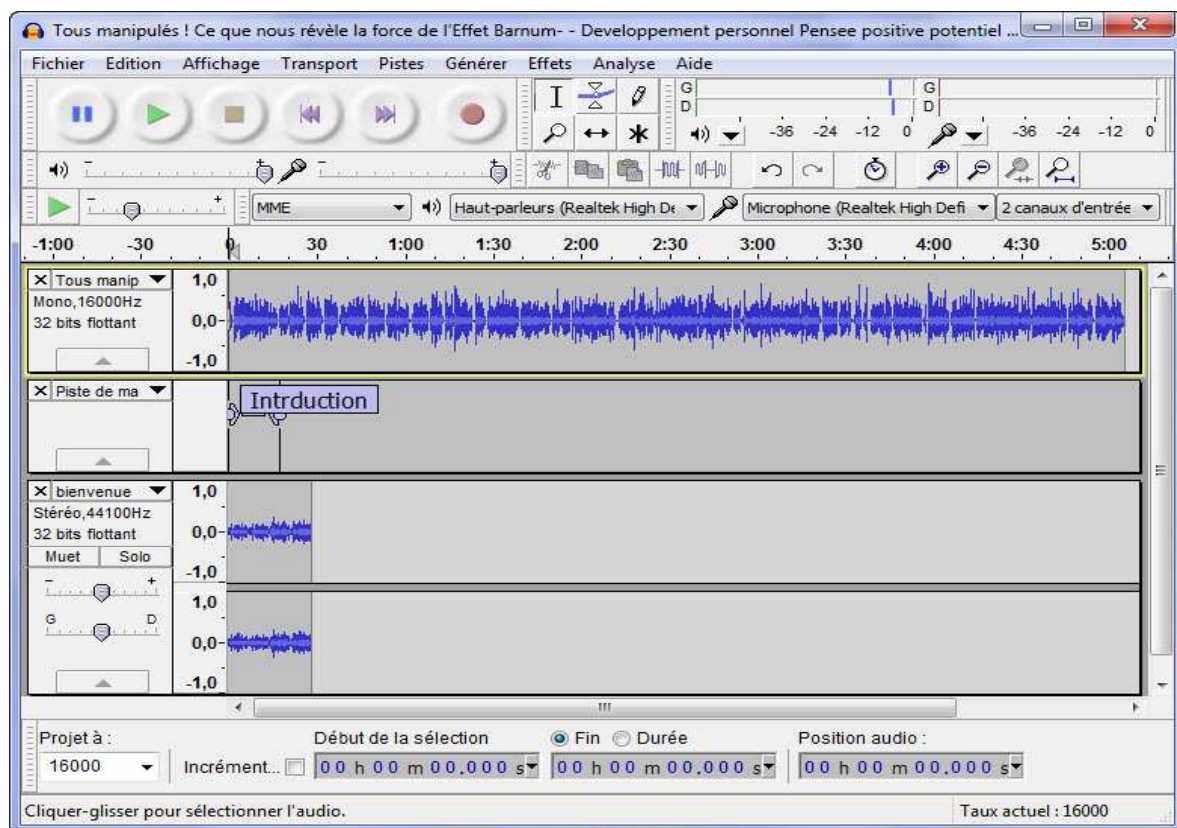 Tous manipulés ! Ce que nous révèle la force de l'Effet Barnum- - Developpement personnel Pensee positive potentiel ...
Fichier Edition Affichage Transport Pistes Générer Effets Analyse Aide
G G
D D
-36 -24 -12 0 -36 -24 -12 0
MME Haut-parleurs (Realtek High De Microphone (Realtek High Defi 2 canaux d'entrée
-1:00 -30 0 30 1:00 1:30 2:00 2:30 3:00 3:30 4:00 4:30 5:00
X Tous manip 1,0
Mono,16000Hz
32 bits flottant 0,0-
-1,0
X Piste de ma
Intrduction
X bienvenue 1,0
Stéréo,44100Hz
32 bits flottant 0,0-
Muet Solo
-1,0
- +
1,0
G D
0,0-
-1,0
Projet à : Début de la sélection Fin Durée Position audio :
16000 Incrément... 00 h 00 m 00.000 s 00 h 00 m 00.000 s 00 h 00 m 00.000 s
Cliquer-glisser pour sélectionner l'audio. Taux actuel : 16000